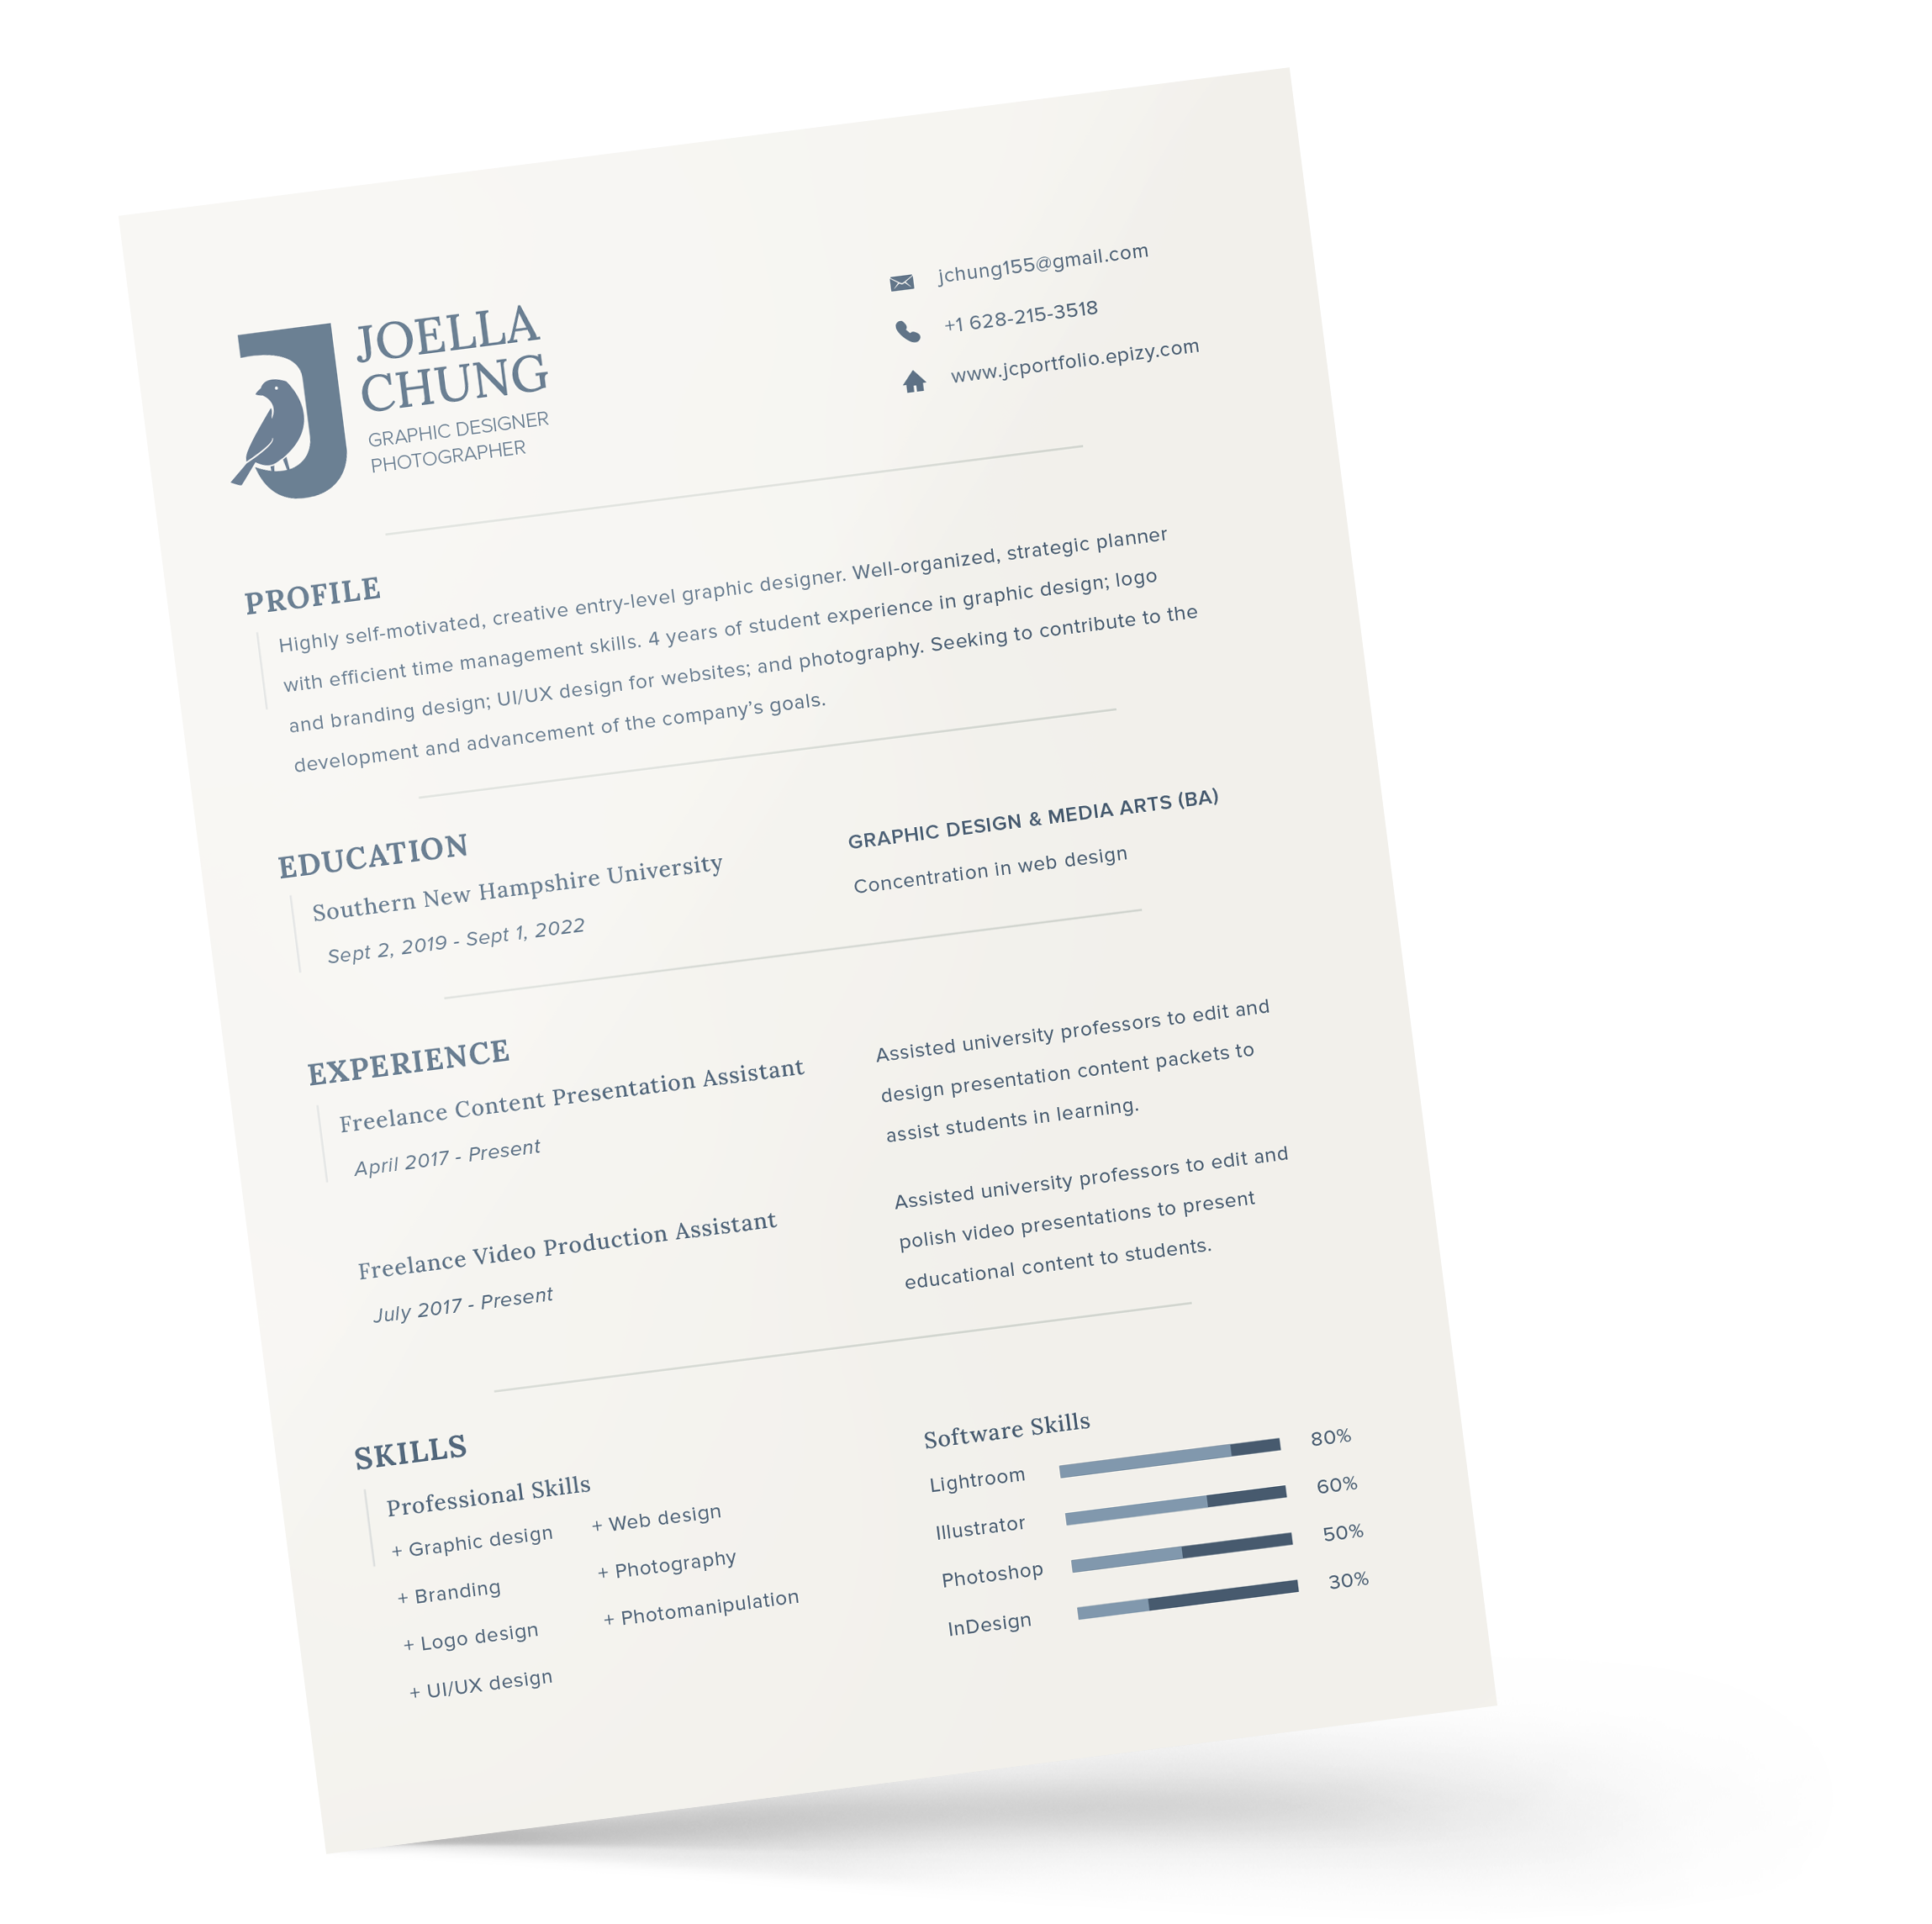 JOELLA
CHUNG
GRAPHIC DESIGNER
PHOTOGRAPHER
jchung155@gmail.com
+1 628-215-3518
www.jcportfolio.epizy.com
PROFILE
Highly self-motivated, creative entry-level graphic designer. Well-organized, strategic planner
with efficient time management skills. 4 years of student experience in graphic design; logo
and branding design; UI/UX design for websites; and photography. Seeking to contribute to the
development and advancement of the company’s goals.
EDUCATION
Southern New Hampshire University
Sept 2, 2019 - Sept 1, 2022
GRAPHIC DESIGN & MEDIA ARTS (BA)
Concentration in web design
EXPERIENCE
Freelance Content Presentation Assistant
April 2017 - Present
Assisted university professors to edit and
design presentation content packets to
assist students in learning.
Freelance Video Production Assistant
July 2017 - Present
Assisted university professors to edit and
polish video presentations to present
educational content to students.
SKILLS
Professional Skills
+ Graphic design
+ Branding
+ Logo design
+ UI/UX design
+ Web design
+ Photography
+ Photomanipulation
Software Skills
Lightroom 80%
Illustrator 60%
Photoshop 50%
InDesign 30%